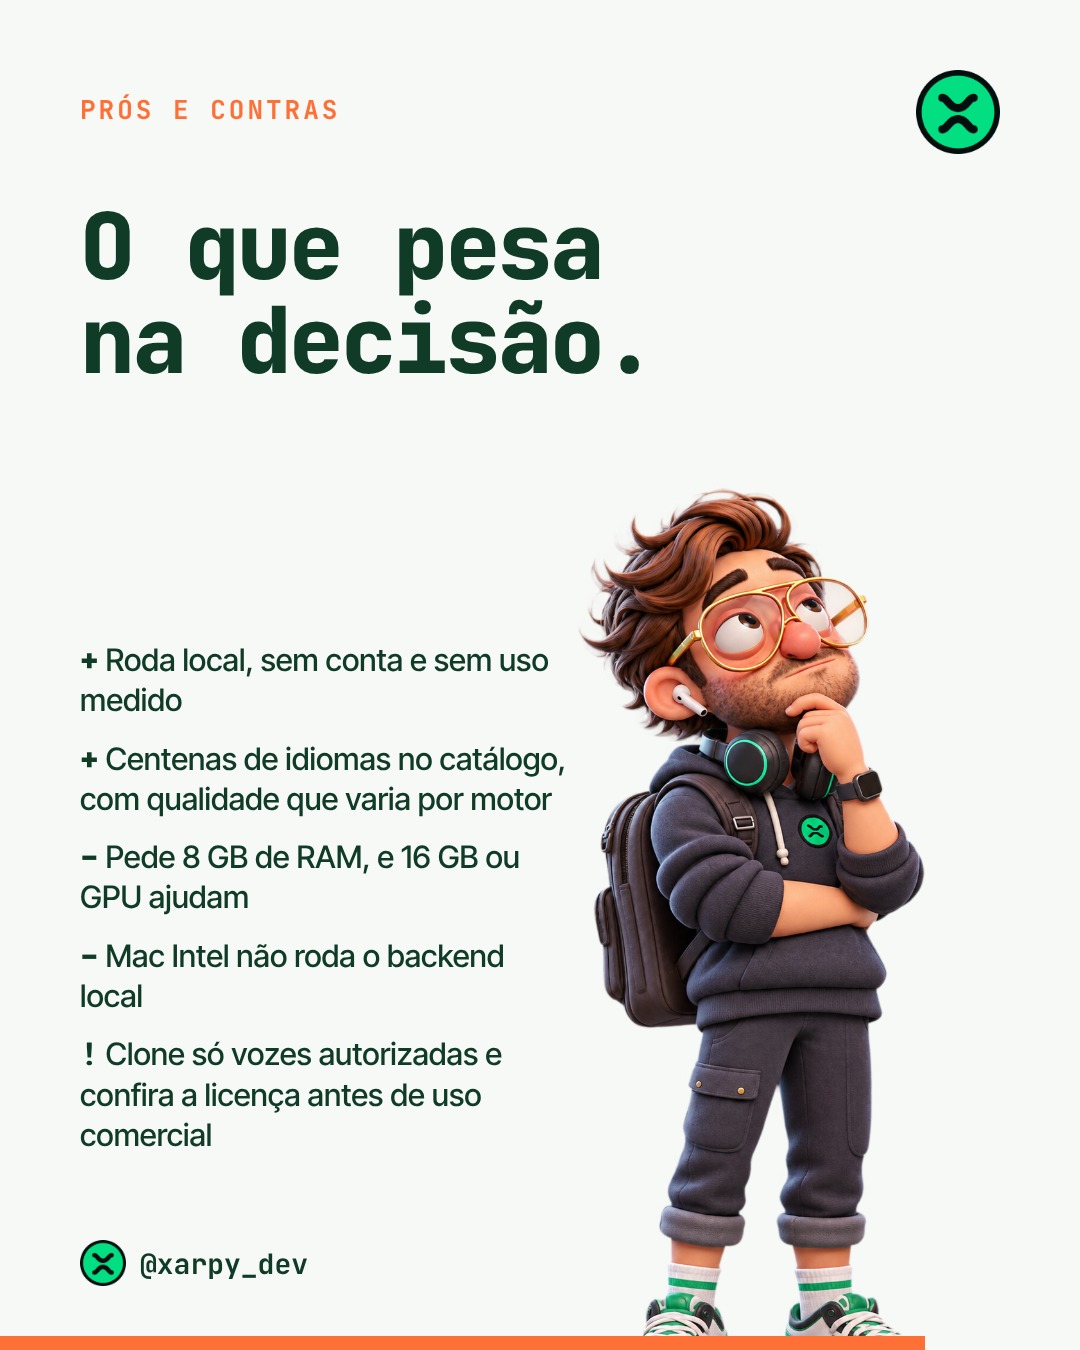 PRÓS E CONTRAS
O que pesa
na decisão.
+ Roda local, sem conta e sem uso
medido
+ Centenas de idiomas no catálogo,
com qualidade que varia por motor
− Pede 8 GB de RAM, e 16 GB ou
GPU ajudam
− Mac Intel não roda o backend
local
! Clone só vozes autorizadas e
confira a licença antes de uso
comercial
@xarpy_dev